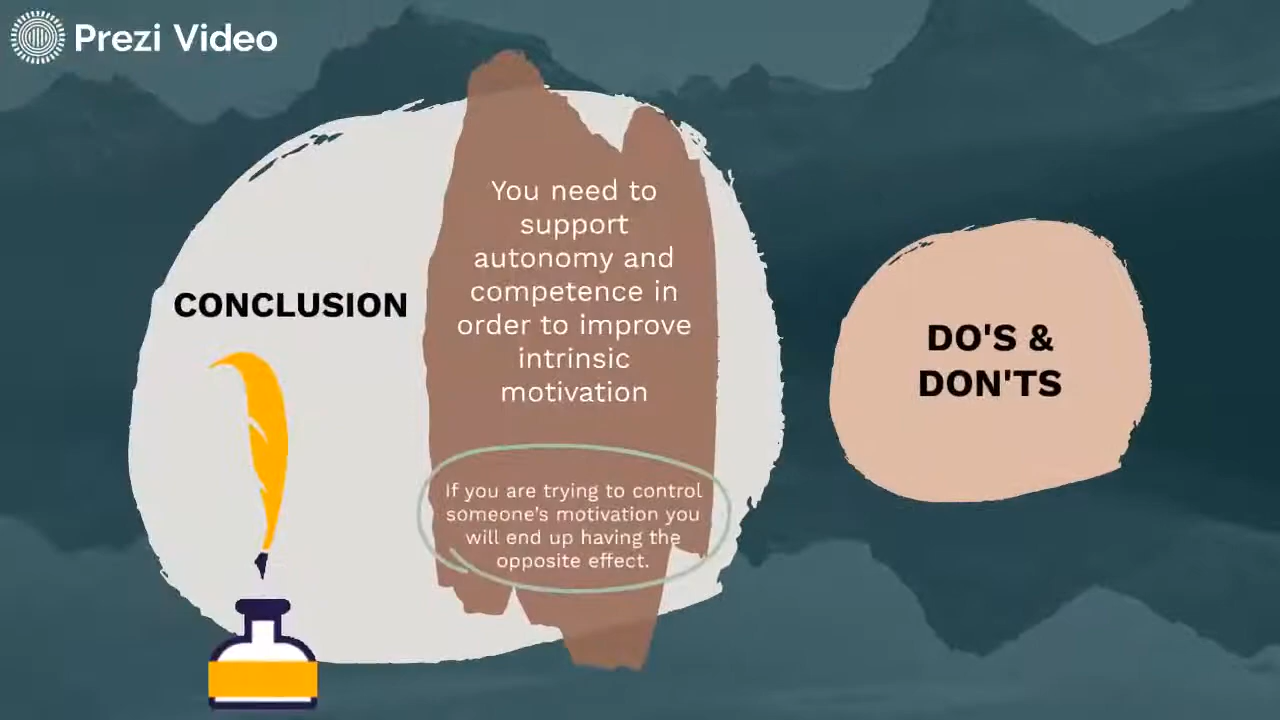 Prezi Video
CONCLUSION
You need to
support
autonomy and
competence in
order to improve
intrinsic
motivation
If you are trying to control
someone's motivation you
will end up having the
opposite effect.
DO'S &
DON'TS